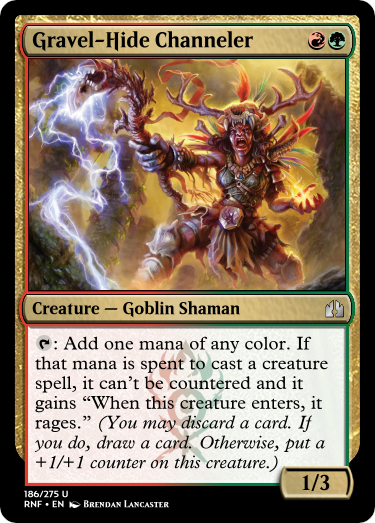 Gravel-Hide Channeler
Creature — Goblin Shaman
: Add one mana of any color. If
that mana is spent to cast a creature
spell, it can't be countered and it
gains “When this creature enters, it
rages.” (You may discard a card. If
you do, draw a card. Otherwise, put a
+1/+1 counter on this creature.)
1/3
186/275 U
RNF • EN Brendan Lancaster